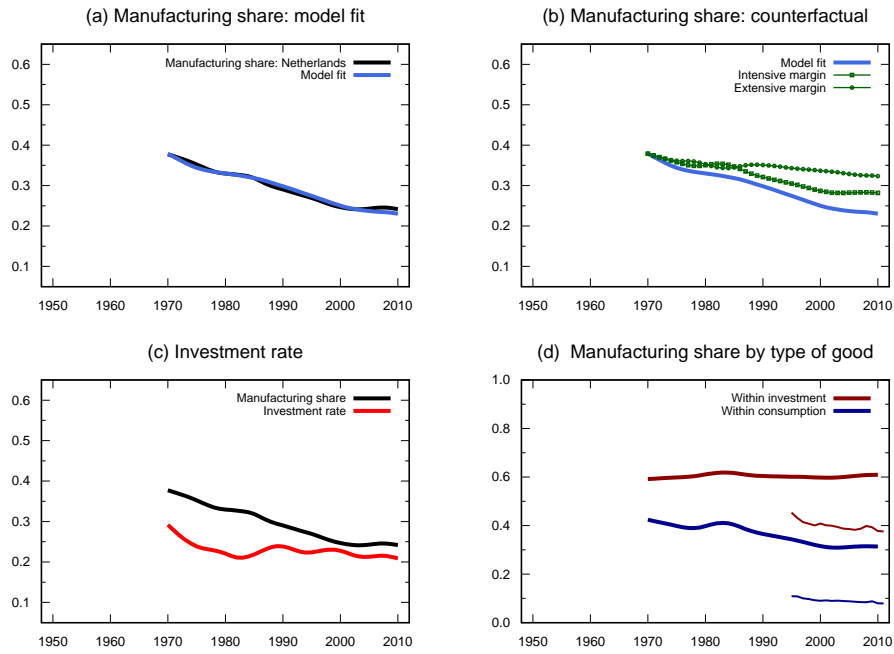 (a) Manufacturing share: model fit
0.6
0.5
0.4
0.3
0.2
0.1
Manufacturing share: Netherlands
Model fit
1950 1960 1970 1980 1990 2000 2010
(b) Manufacturing share: counterfactual
0.6
0.5
0.4
0.3
0.2
0.1
Model fit
Intensive margin
Extensive margin
1950 1960 1970 1980 1990 2000 2010
(c) Investment rate
0.6
0.5
0.4
0.3
0.2
0.1
Manufacturing share
Investment rate
1950 1960 1970 1980 1990 2000 2010
(d) Manufacturing share by type of good
1.0
0.8
0.6
0.4
0.2
0.0
Within investment
Within consumption
1950 1960 1970 1980 1990 2000 2010